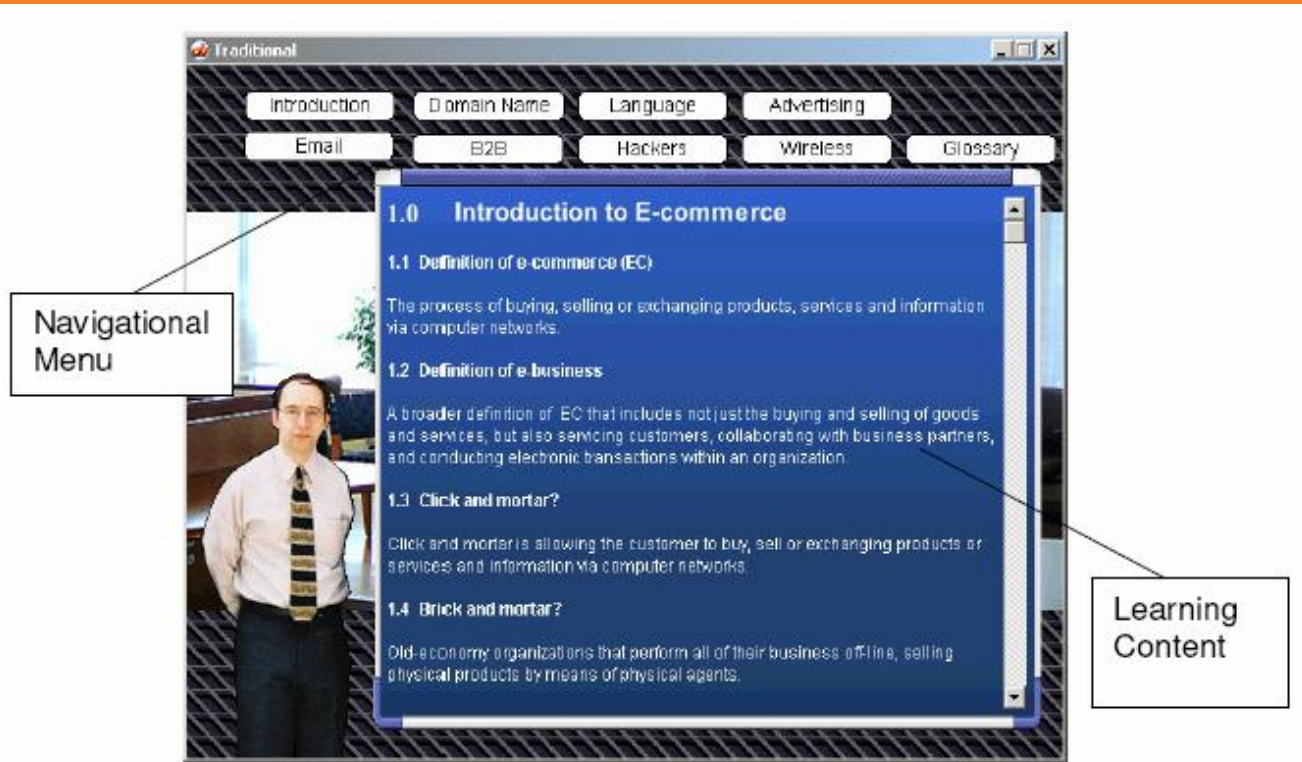 Traditional
Introduction Domain Name Language Advertising
Email B2B Hackers Wireless Glossary
1.0 Introduction to E-commerce
1.1 Definition of e-commerce (EC)
The process of buying, selling or exchanging products, services and information
via computer networks.
1.2 Definition of e-business
A broader definition of EC that includes not just the buying and selling of goods
and services, but also servicing customers, collaborating with business partners,
and conducting electronic transactions within an organization.
1.3 Click and mortar?
Click and mortar is allowing the customer to buy, sell or exchanging products or
services and information via computer networks.
1.4 Brick and mortar?
Old-economy organizations that perform all of their business off-line, selling
physical products by means of physical agents.
Navigational
Menu
Learning
Content